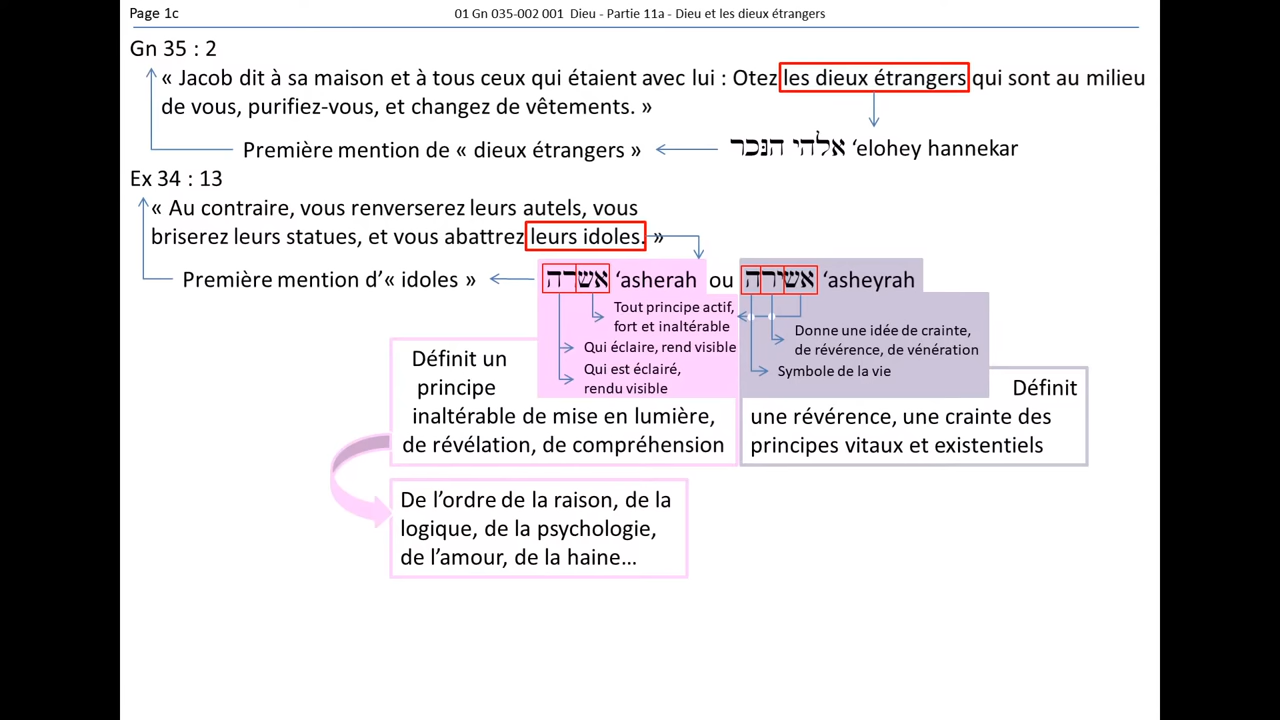 Page 1c
01 Gn 035-002 001  Dieu - Partie 11a - Dieu et les dieux étrangers
Gn 35 : 2
« Jacob dit à sa maison et à tous ceux qui étaient avec lui : Otez les dieux étrangers qui sont au milieu
de vous, purifiez-vous, et changez de vêtements. »
Première mention de « dieux étrangers »
אלהי הנּכר ‘elohey hannekar
Ex 34 : 13
« Au contraire, vous renverserez leurs autels, vous
briserez leurs statues, et vous abattrez leurs idoles. »
Première mention d’« idoles »
אשרה ‘asherah ou אשירה ‘asheyrah
Tout principe actif,
fort et inaltérable
Qui éclaire, rend visible
Qui est éclairé,
rendu visible
Donne une idée de crainte,
de révérence, de vénération
Symbole de la vie
Définit un
principe
inaltérable de mise en lumière,
de révélation, de compréhension
Définit
une révérence, une crainte des
principes vitaux et existentiels
De l’ordre de la raison, de la
logique, de la psychologie,
de l’amour, de la haine…